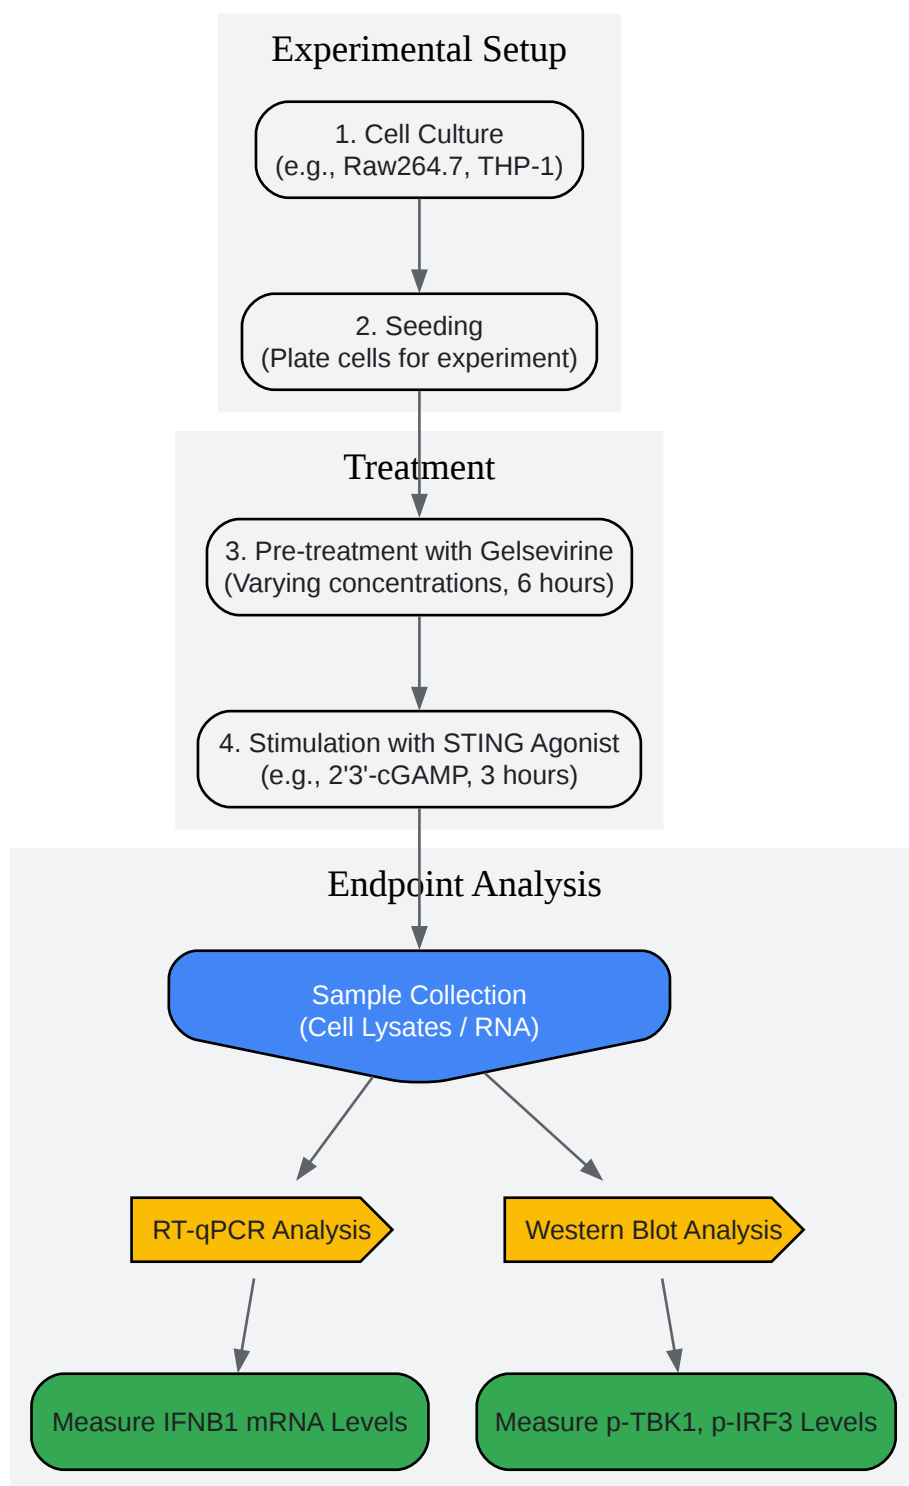 Experimental Setup
1. Cell Culture
(e.g., Raw264.7, THP-1)
2. Seeding
(Plate cells for experiment)
Treatment
3. Pre-treatment with Gelsevirine
(Varying concentrations, 6 hours)
4. Stimulation with STING Agonist
(e.g., 2'3'-cGAMP, 3 hours)
Endpoint Analysis
Sample Collection
(Cell Lysates / RNA)
RT-qPCR Analysis
Western Blot Analysis
Measure IFNB1 mRNA Levels
Measure p-TBK1, p-IRF3 Levels